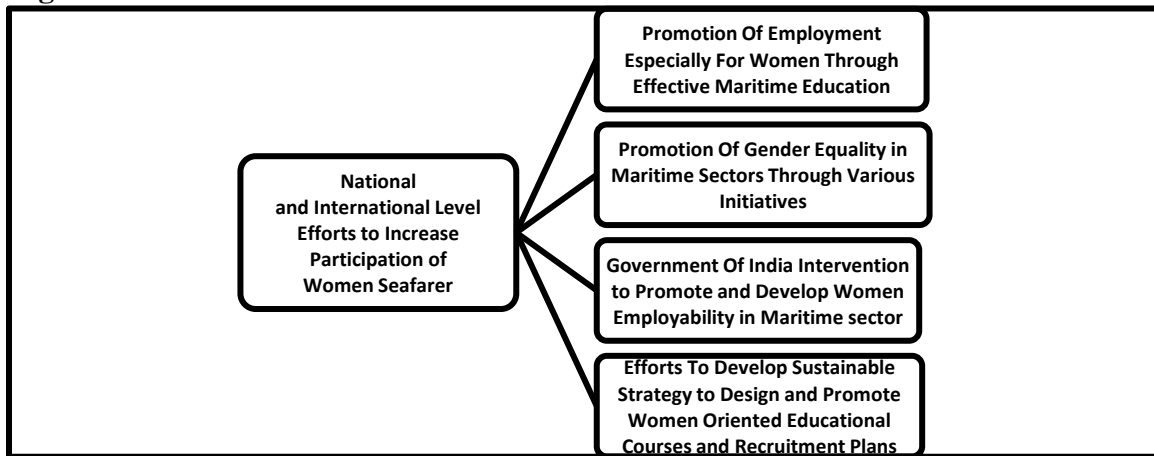 National
and International Level
Efforts to Increase
Participation of
Women Seafarer
Promotion Of Employment
Especially For Women Through
Effective Maritime Education
Promotion Of Gender Equality in
Maritime Sectors Through Various
Initiatives
Government Of India Intervention
to Promote and Develop Women
Employability in Maritime sector
Efforts To Develop Sustainable
Strategy to Design and Promote
Women Oriented Educational
Courses and Recruitment Plans